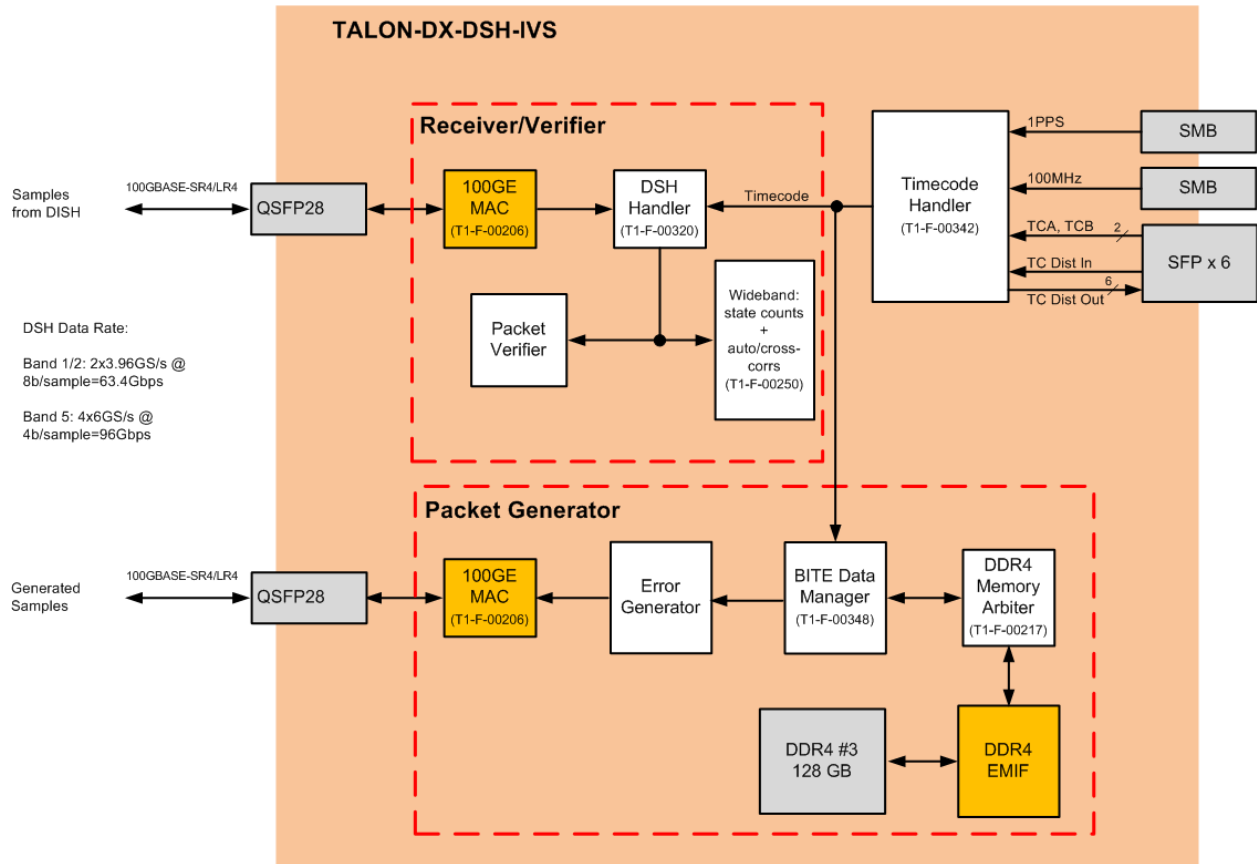 TALON-DX-DSH-IVS
Receiver/Verifier
1PPS
SMB
100MHz
SMB
Timecode
Handler
(T1-F-00342)
TCA, TCB
2
TC Dist In
6
TC Dist Out
SFP x 6
Samples
from DISH
100GBASE-SR4/LR4
QSFP28
100GE
MAC
(T1-F-00206)
DSH
Handler
(T1-F-00320)
Timecode
Packet
Verifier
Wideband:
state counts
+
auto/cross-
corrs
(T1-F-00250)
DSH Data Rate:
Band 1/2: 2x3.96GS/s @
8b/sample=63.4Gbps
Band 5: 4x6GS/s @
4b/sample=96Gbps
Packet Generator
Generated
Samples
100GBASE-SR4/LR4
QSFP28
100GE
MAC
(T1-F-00206)
Error
Generator
BITE Data
Manager
(T1-F-00348)
DDR4
Memory
Arbiter
(T1-F-00217)
DDR4 #3
128 GB
DDR4
EMIF